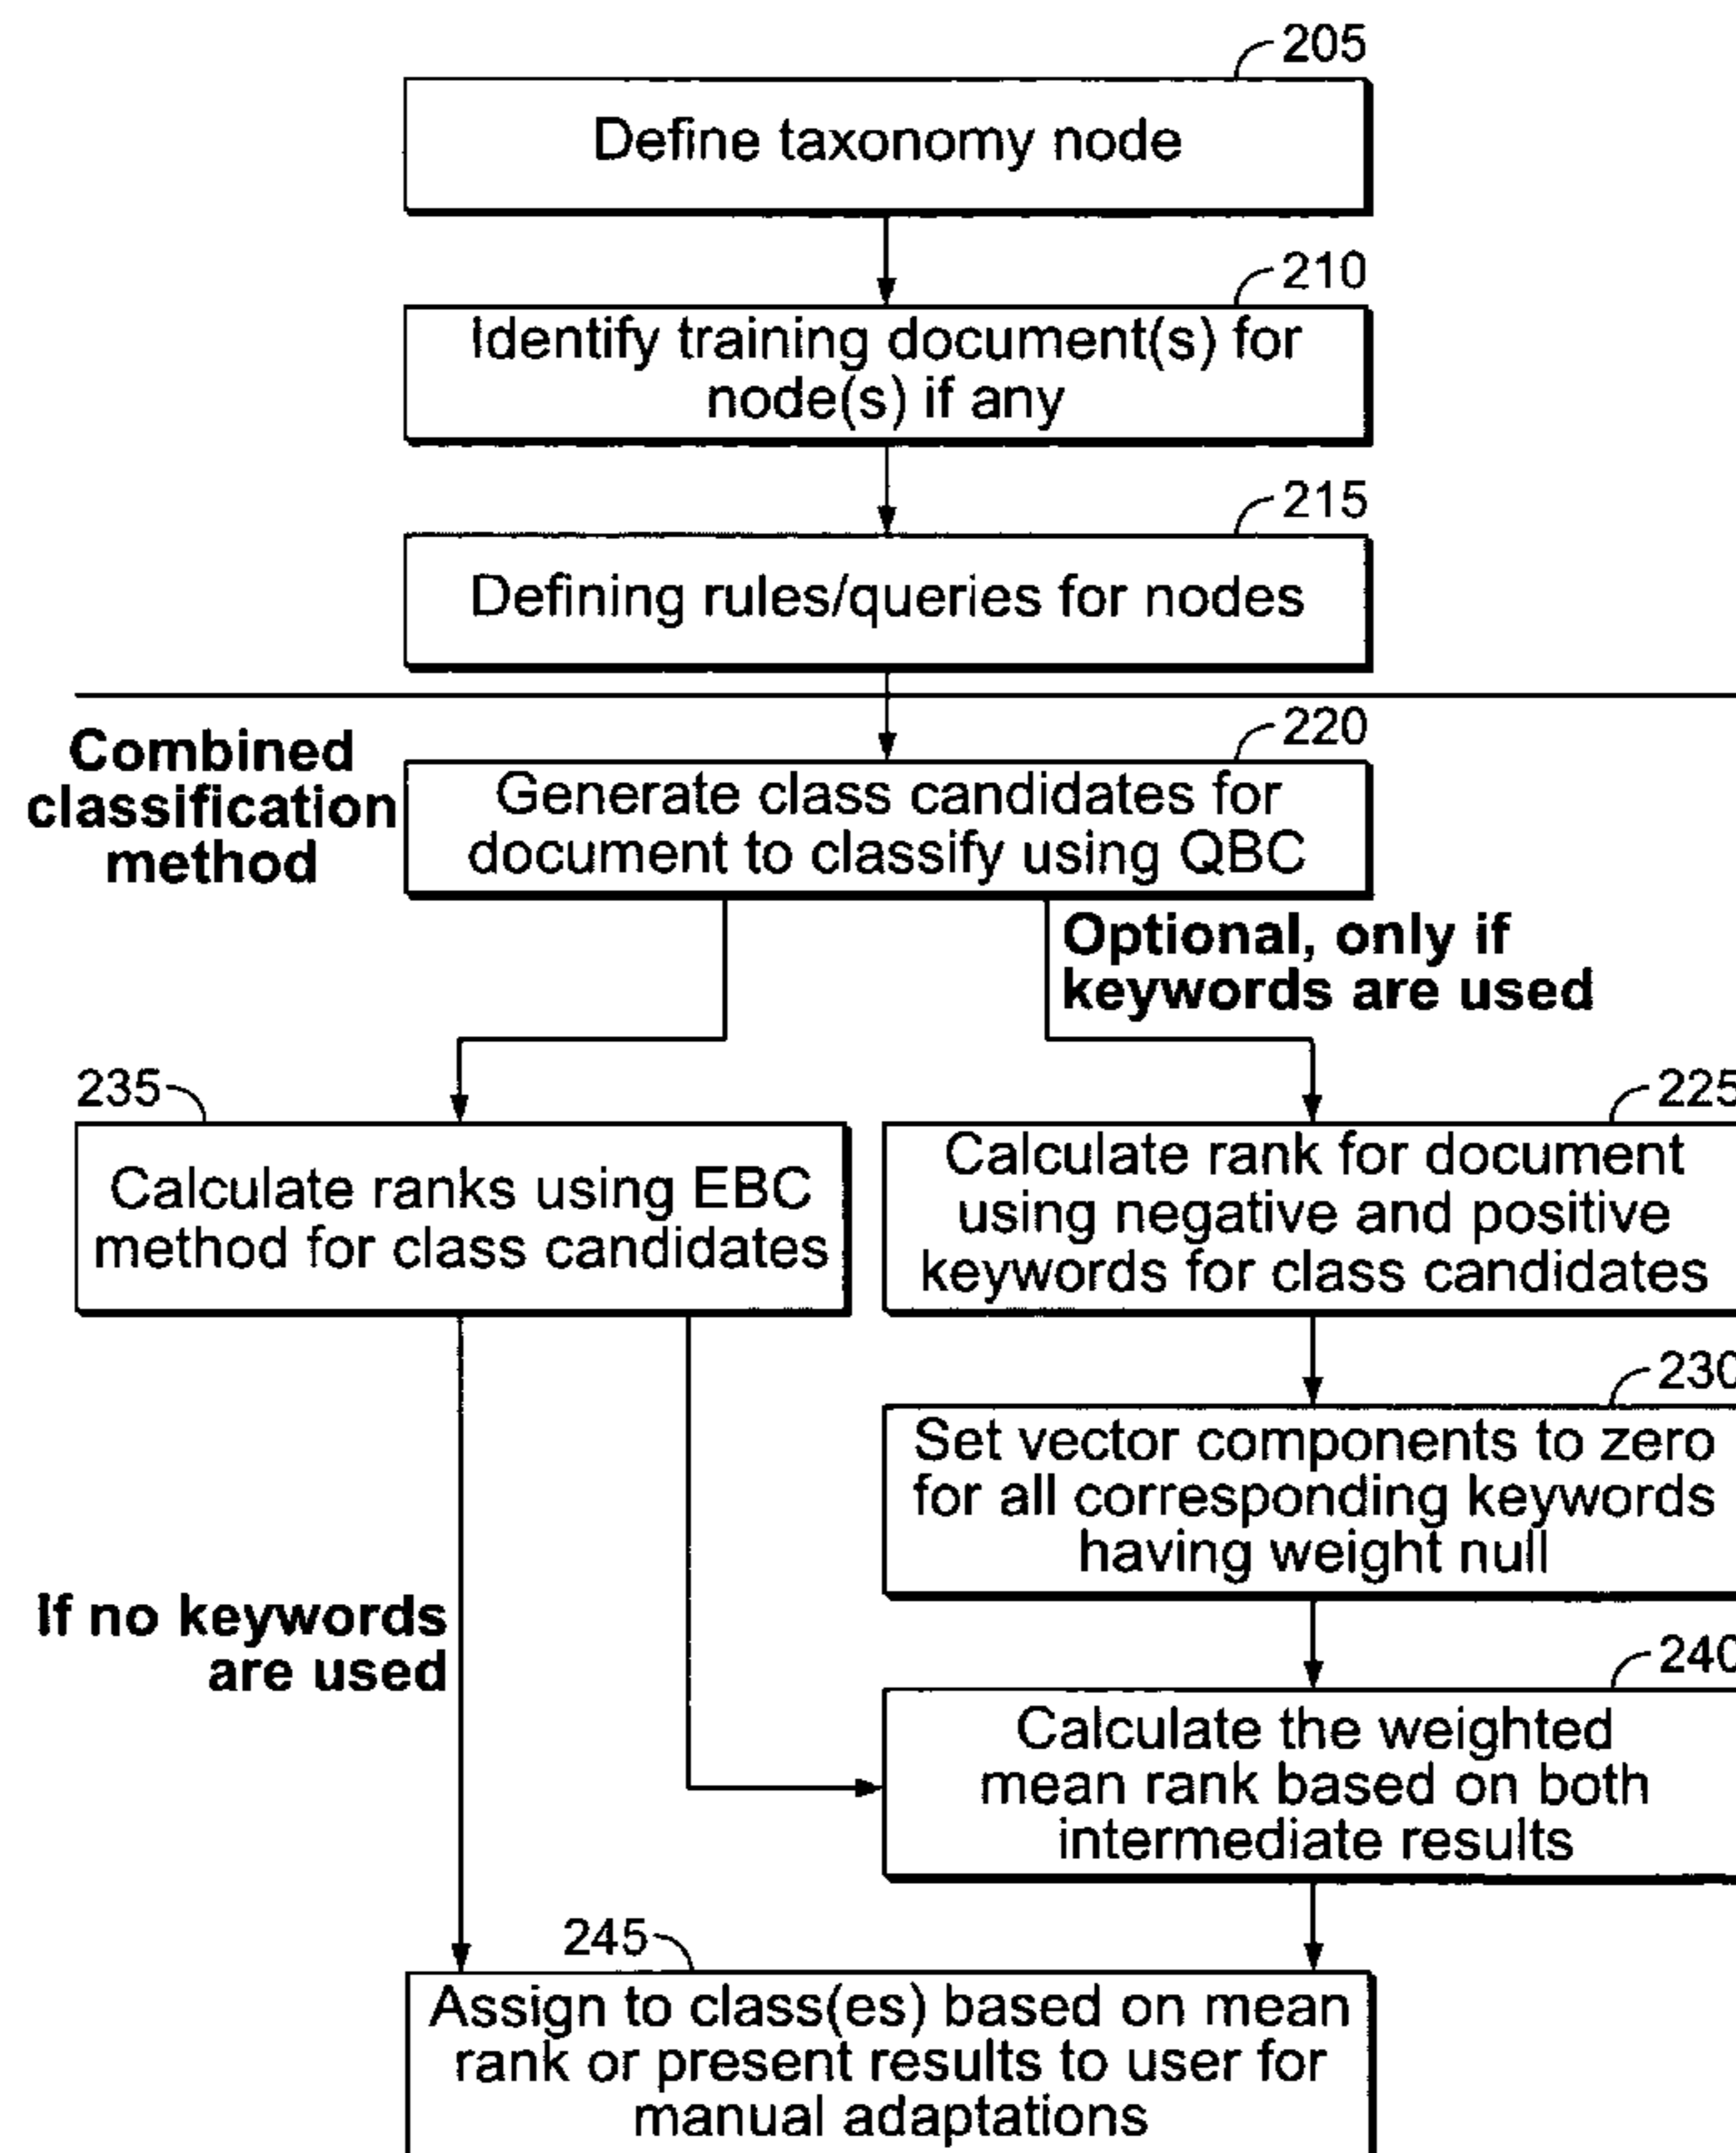 205
Define taxonomy node
210
Identify training document(s) for
node(s) if any
215
Defining rules/queries for nodes
Combined
classification
method
220
Generate class candidates for
document to classify using QBC
Optional, only if
keywords are used
235
Calculate ranks using EBC
method for class candidates
225
Calculate rank for document
using negative and positive
keywords for class candidates
230
Set vector components to zero
for all corresponding keywords
having weight null
If no keywords
are used
240
Calculate the weighted
mean rank based on both
intermediate results
245
Assign to class(es) based on mean
rank or present results to user for
manual adaptations